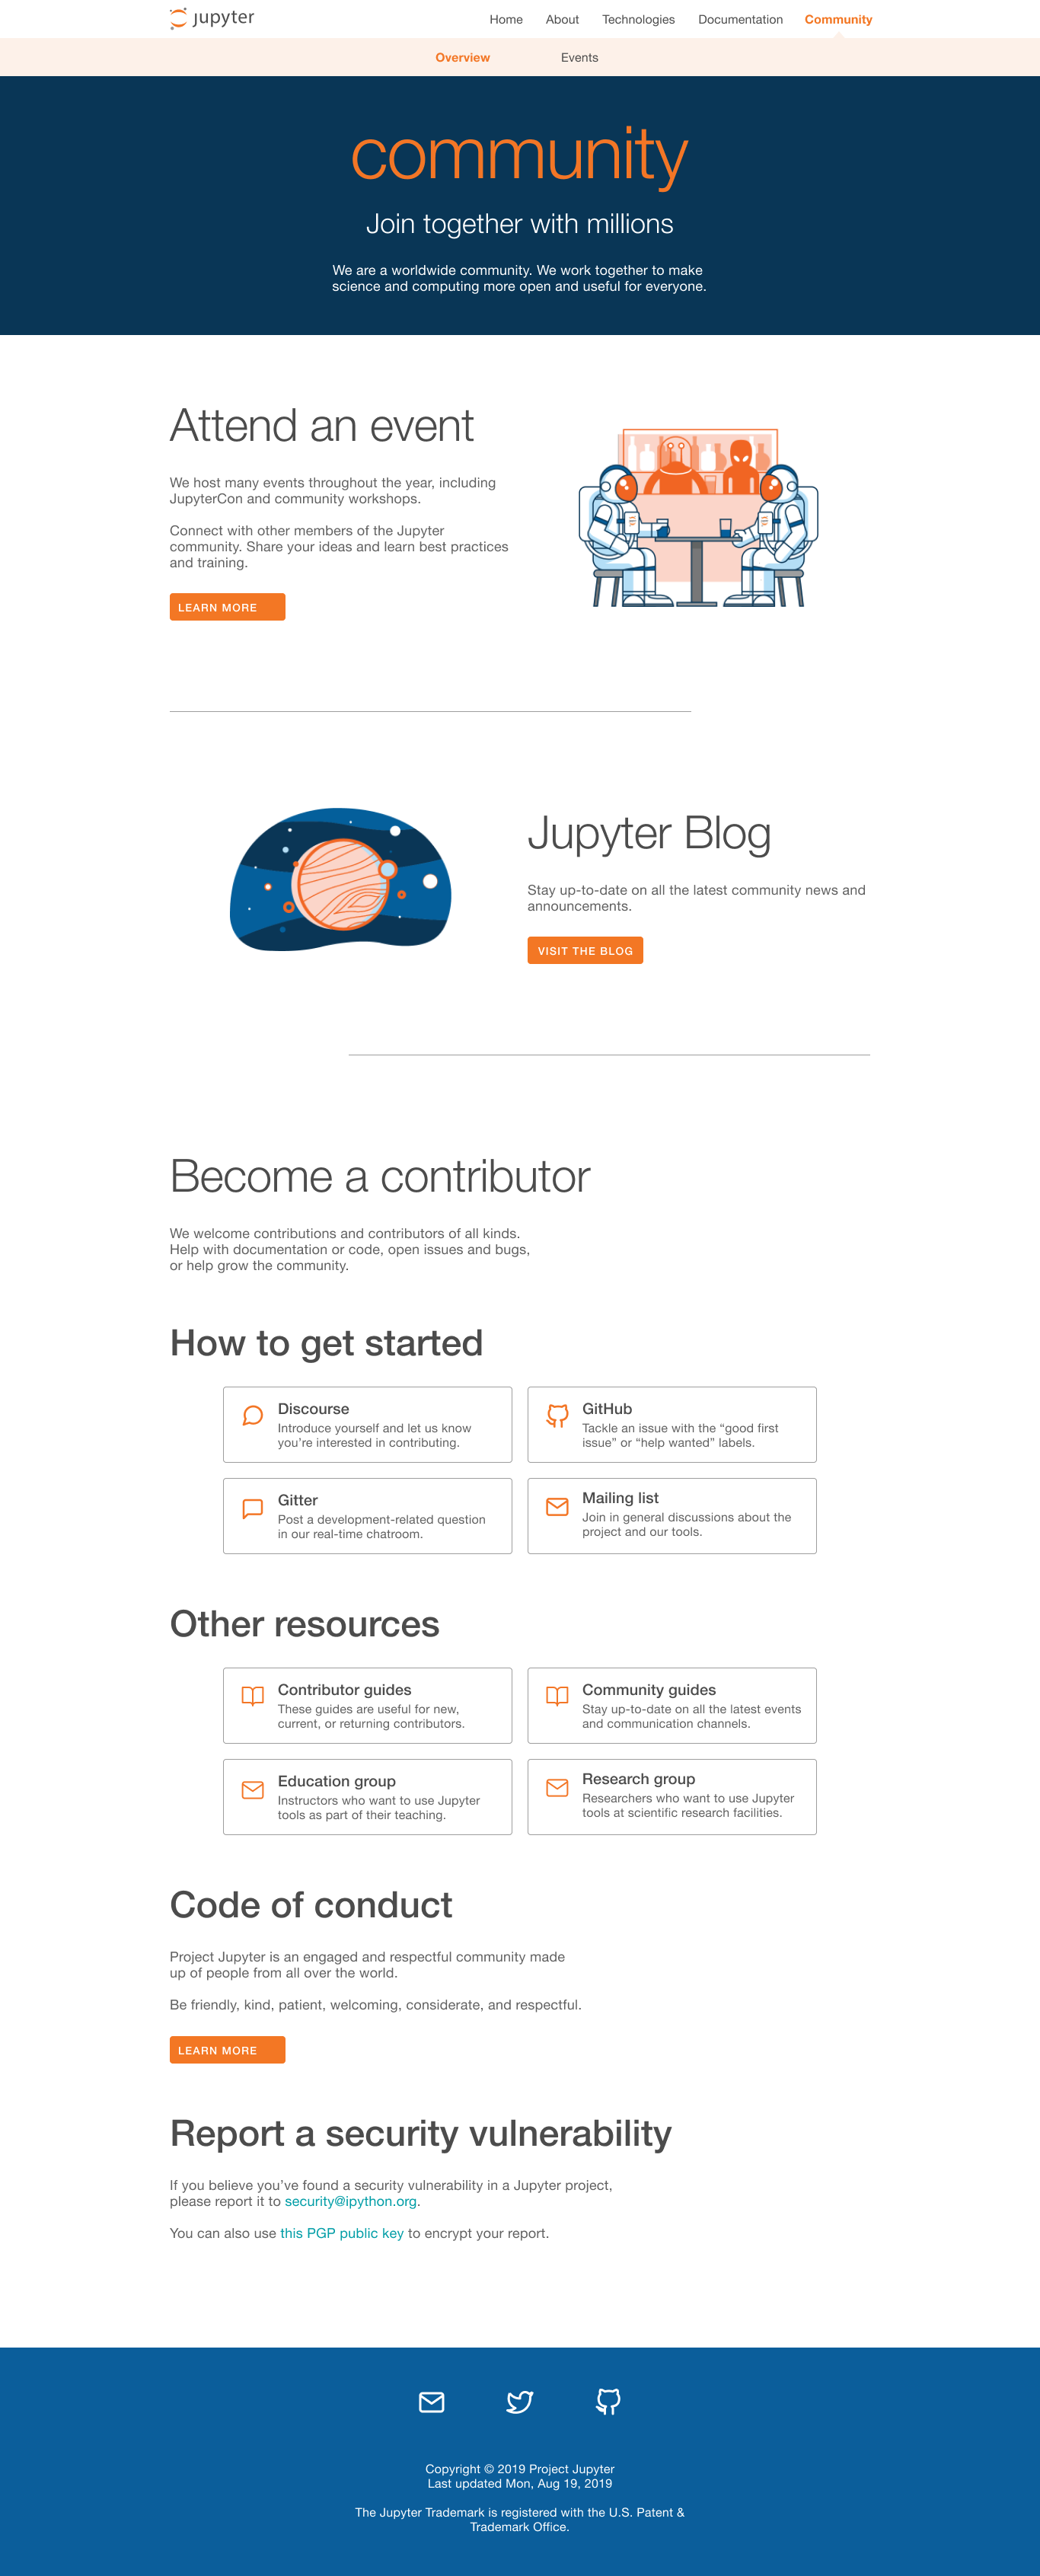 jupyter
Home About Technologies Documentation Community
Overview Events
community
Join together with millions
We are a worldwide community. We work together to make
science and computing more open and useful for everyone.
Attend an event
We host many events throughout the year, including
JupyterCon and community workshops.
Connect with other members of the Jupyter
community. Share your ideas and learn best practices
and training.
LEARN MORE
Jupyter Blog
Stay up-to-date on all the latest community news and
announcements.
VISIT THE BLOG
Become a contributor
We welcome contributions and contributors of all kinds.
Help with documentation or code, open issues and bugs,
or help grow the community.
How to get started
Discourse
Introduce yourself and let us know
you’re interested in contributing.
GitHub
Tackle an issue with the “good first
issue” or “help wanted” labels.
Gitter
Post a development-related question
in our real-time chatroom.
Mailing list
Join in general discussions about the
project and our tools.
Other resources
Contributor guides
These guides are useful for new,
current, or returning contributors.
Community guides
Stay up-to-date on all the latest events
and communication channels.
Education group
Instructors who want to use Jupyter
tools as part of their teaching.
Research group
Researchers who want to use Jupyter
tools at scientific research facilities.
Code of conduct
Project Jupyter is an engaged and respectful community made
up of people from all over the world.
Be friendly, kind, patient, welcoming, considerate, and respectful.
LEARN MORE
Report a security vulnerability
If you believe you’ve found a security vulnerability in a Jupyter project,
please report it to security@ipython.org.
You can also use this PGP public key to encrypt your report.
Copyright © 2019 Project Jupyter
Last updated Mon, Aug 19, 2019
The Jupyter Trademark is registered with the U.S. Patent &
Trademark Office.